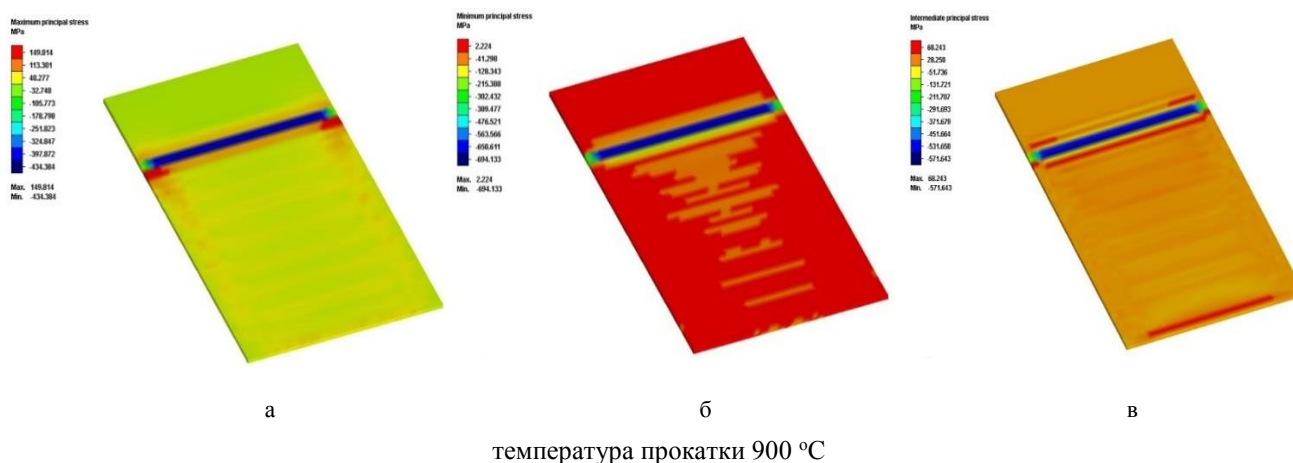 Maximum principal stress
MPa
149.814
113.301
40.277
-32.748
-105.773
-178.798
-251.823
-324.847
-397.872
-434.384
Max. 149.814
Min. -434.384
Minimum principal stress
MPa
2.224
-41.298
-128.343
-215.388
-302.432
-389.477
-476.521
-563.566
-650.611
-694.133
Max. 2.224
Min. -694.133
Intermediate principal stress
MPa
68.243
28.250
-51.736
-131.721
-211.707
-291.693
-371.679
-451.664
-531.650
-571.643
Max. 68.243
Min. -571.643
а
б
в
температура прокатки 900 °С